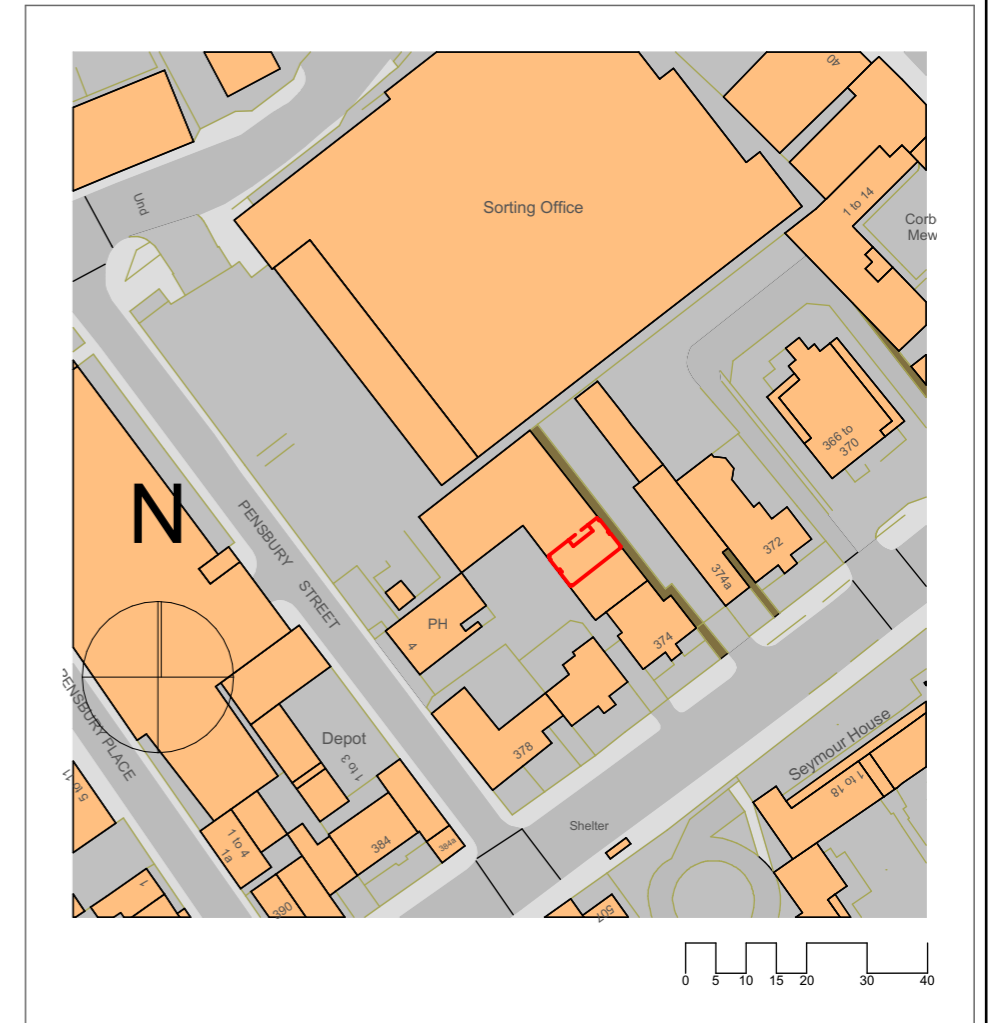 40
Und
Sorting Office
1 to 14
Corb
Mew
366 to
370
N
PENSBURY
STREET
372
374a
PH
4
374
PENSBURY PLACE
Depot
1 to 3
378
Seymour House
1 to 18
5 to 11
Shelter
1 to 4
1a
384
384a
1
390
507
0 5 10 15 20 30 40